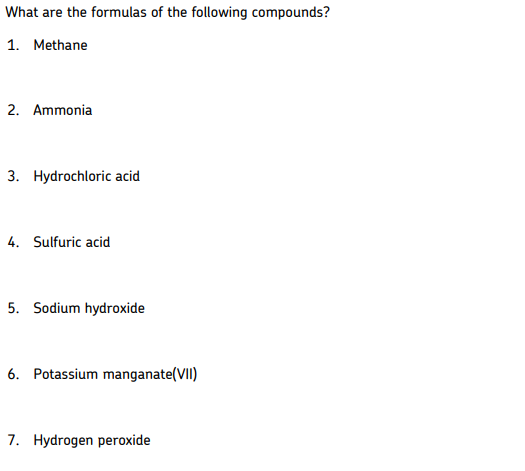 What are the formulas of the following compounds?
1. Methane
2. Ammonia
3. Hydrochloric acid
4. Sulfuric acid
5. Sodium hydroxide
6. Potassium manganate(VII)
7. Hydrogen peroxide